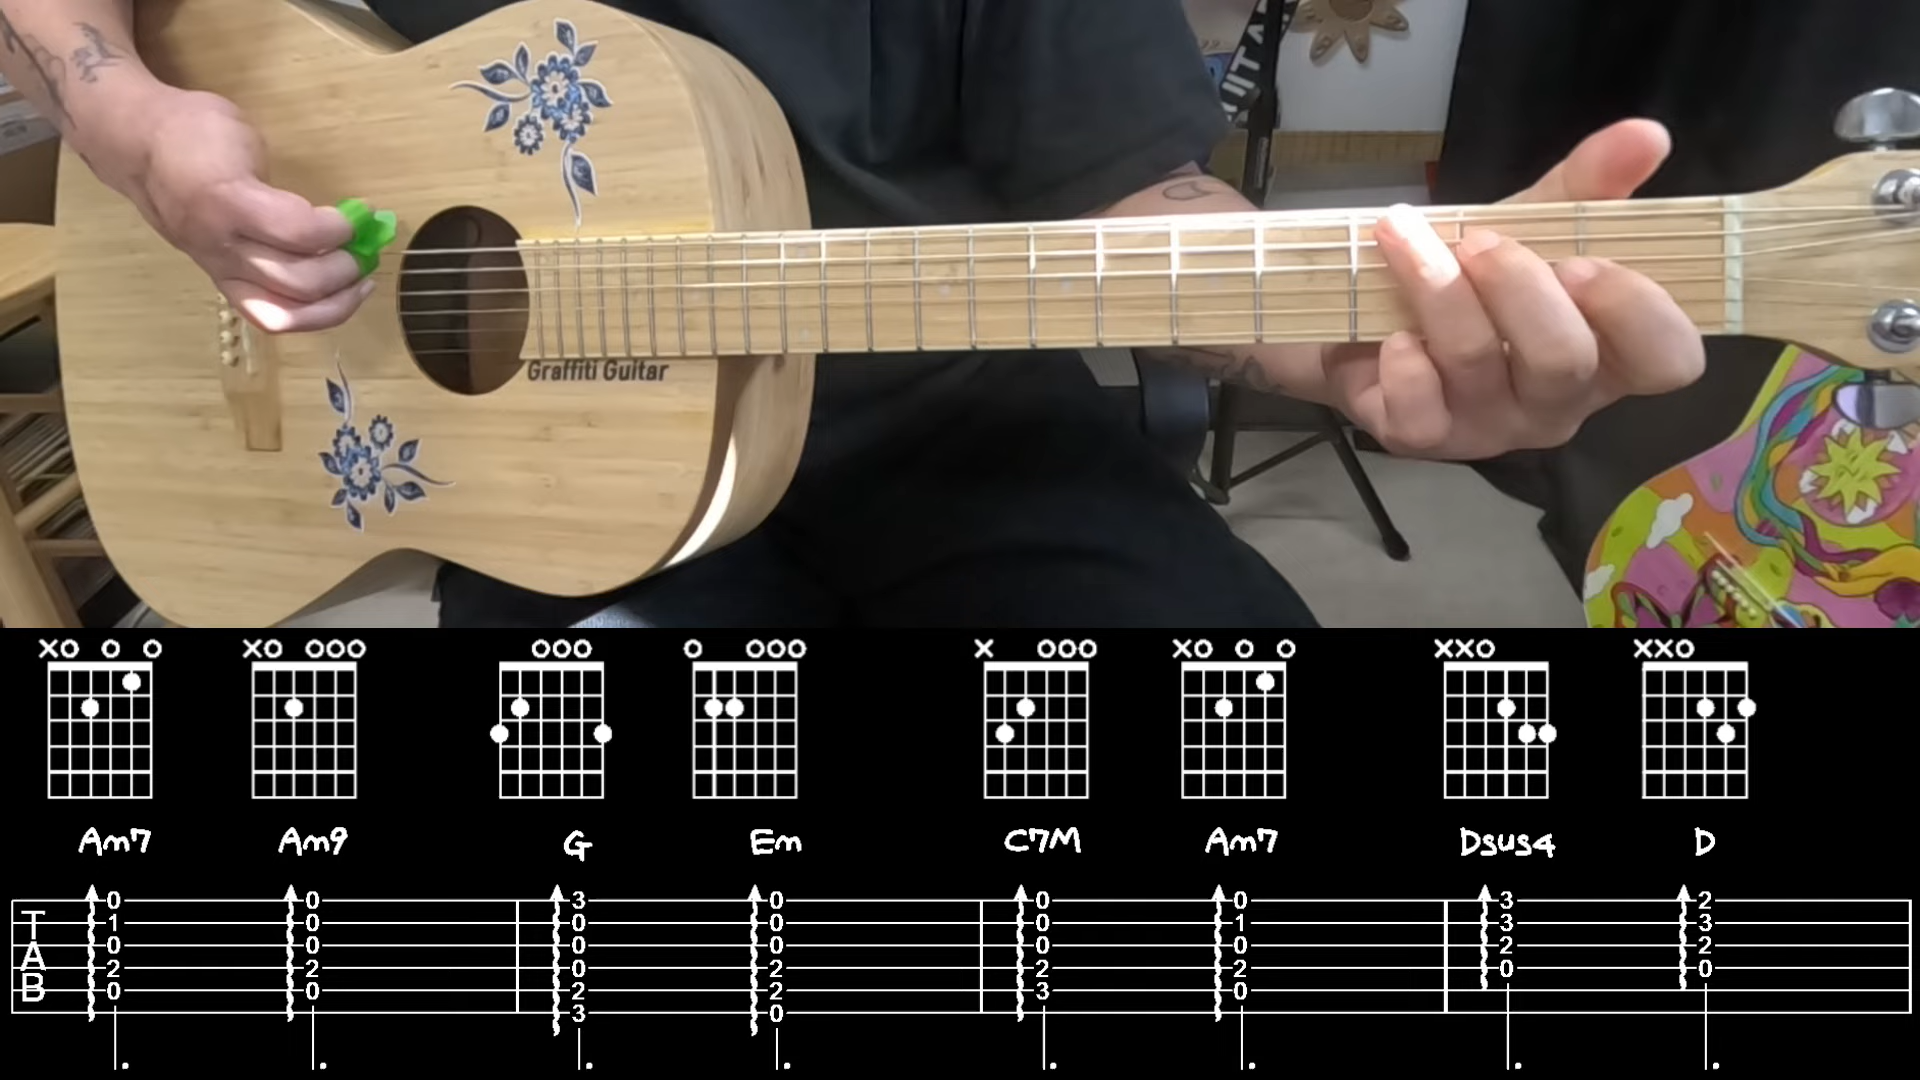 GUITAR
Graffiti Guitar
xo o o
xo ooo
ooo
o ooo
x ooo
xo o o
xxo
xxo
Am7 Am9 G Em C7M Am7 Dsus4 D
TAB
0 0 3 0 0 0 3 2
1 0 0 0 0 1 3 3
0 0 0 0 0 0 2 2
2 2 0 2 2 2 0 0
0 0 2 2 3 0
3 0